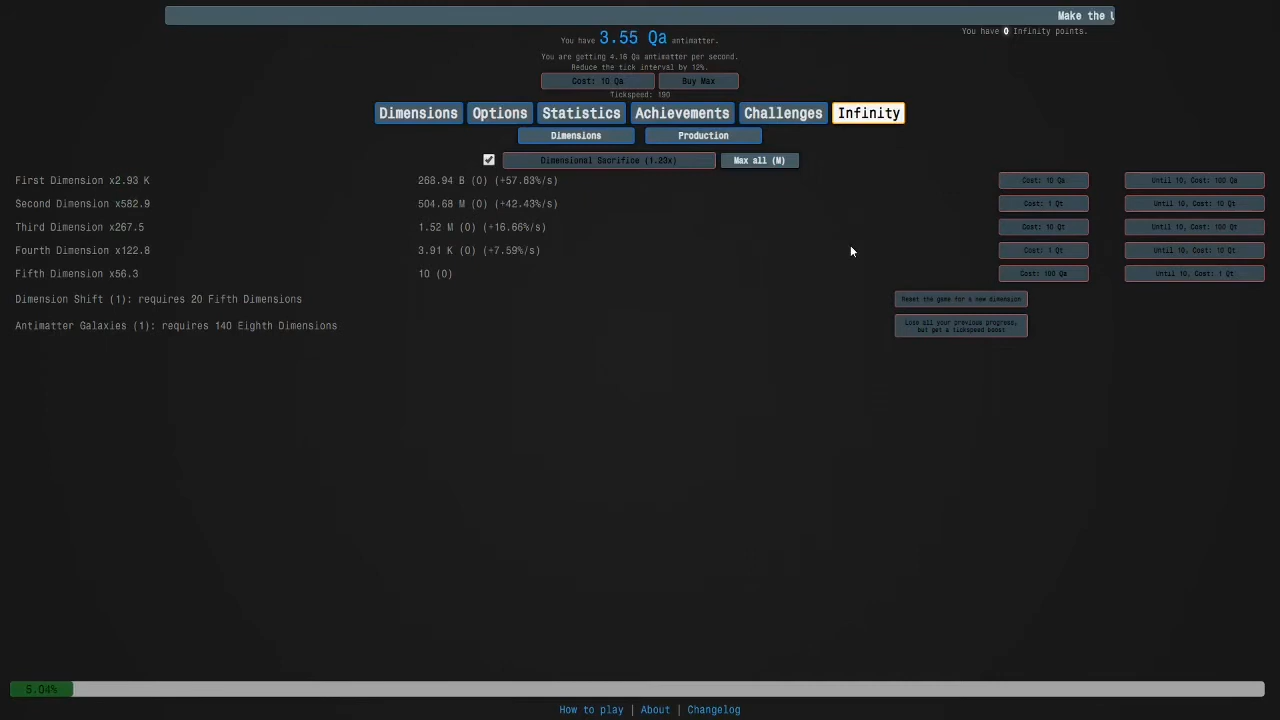 Make the
You have 0 Infinity points.
You have 3.55 Qa antimatter.
You are getting 4.16 Qa antimatter per second.
Reduce the tick interval by 12%.
Cost: 10 Qa Buy Max
Tickspeed: 190
Dimensions Options Statistics Achievements Challenges Infinity
Dimensions Production
Dimensional Sacrifice (1.23x) Max all (M)
First Dimension x2.93 K 268.94 B (0) (+57.63%/s) Cost: 10 Qa Until 10, Cost: 100 Qa
Second Dimension x582.9 504.68 M (0) (+42.43%/s) Cost: 1 Qt Until 10, Cost: 10 Qt
Third Dimension x267.5 1.52 M (0) (+16.66%/s) Cost: 10 Qt Until 10, Cost: 100 Qt
Fourth Dimension x122.8 3.91 K (0) (+7.59%/s) Cost: 1 Qt Until 10, Cost: 10 Qt
Fifth Dimension x56.3 10 (0) Cost: 100 Qa Until 10, Cost: 1 Qt
Dimension Shift (1): requires 20 Fifth Dimensions Reset the game for a new dimension
Antimatter Galaxies (1): requires 140 Eighth Dimensions Lose all your previous progress,
but get a tickspeed boost
5.04%
How to play | About | Changelog